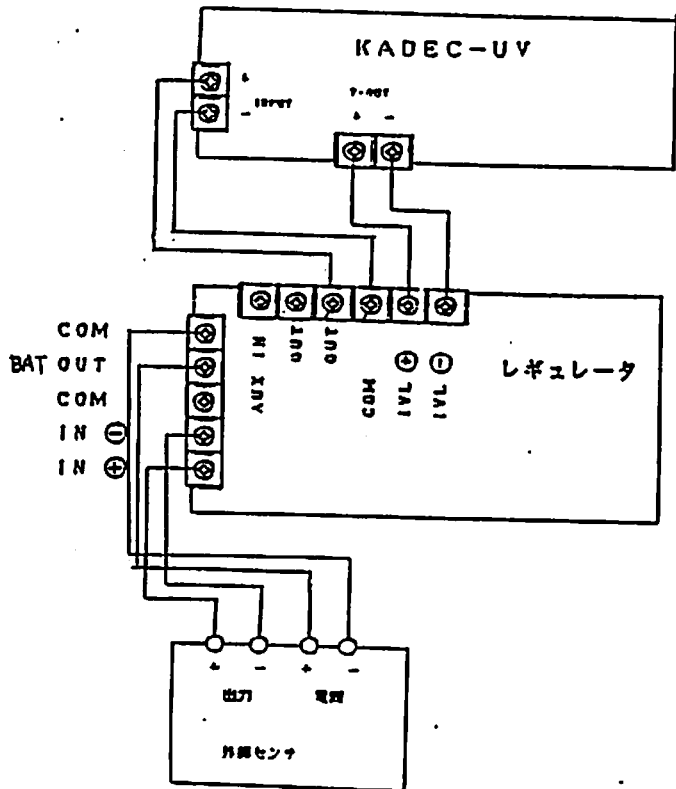 KADEC-UV
+
INPUT
−
+ −
COM
BAT OUT
COM
IN ⊖
IN ⊕
AUX IN
OUT
OUT
COM
IVL ⊕
IVL ⊖
レギュレータ
+ − + −
出力 電源
外部センサ